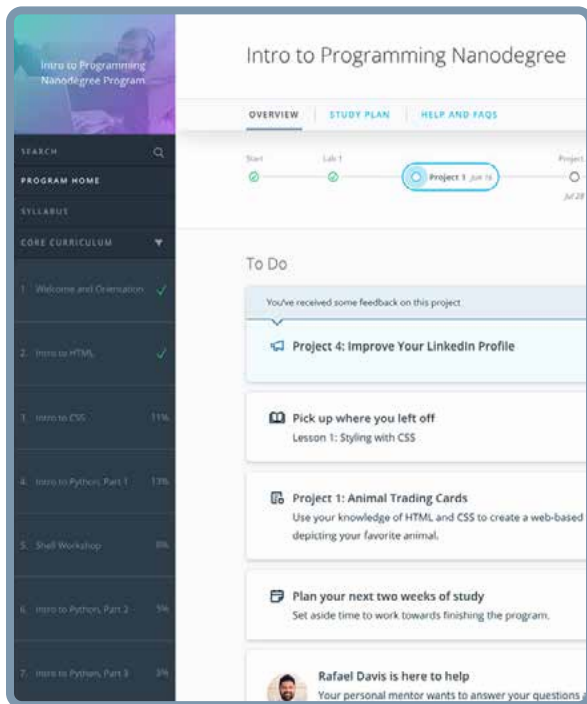 Intro to Programming
Nanodegree Program
SEARCH
PROGRAM HOME
SYLLABUS
CORE CURRICULUM
1. Welcome and Orientation
2. Intro to HTML
3. Intro to CSS 11%
4. Intro to Python, Part 1 13%
5. Shell Workshop
6. Intro to Python, Part 2 5%
7. Intro to Python, Part 3 3%
Intro to Programming Nanodegree
OVERVIEW STUDY PLAN HELP AND FAQS
Start Lab 1 Project
Project 1 Jun 16
Jul 28
To Do
You've received some feedback on this project
Project 4: Improve Your LinkedIn Profile
Pick up where you left off
Lesson 1: Styling with CSS
Project 1: Animal Trading Cards
Use your knowledge of HTML and CSS to create a web-based
depicting your favorite animal.
Plan your next two weeks of study
Set aside time to work towards finishing the program.
Rafael Davis is here to help
Your personal mentor wants to answer your questions